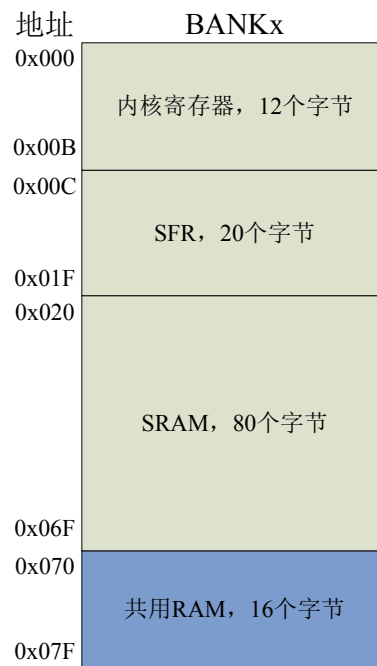 地址 BANKx
0x000
内核寄存器，12个字节
0x00B
0x00C
SFR，20个字节
0x01F
0x020
SRAM，80个字节
0x06F
0x070
共用RAM，16个字节
0x07F